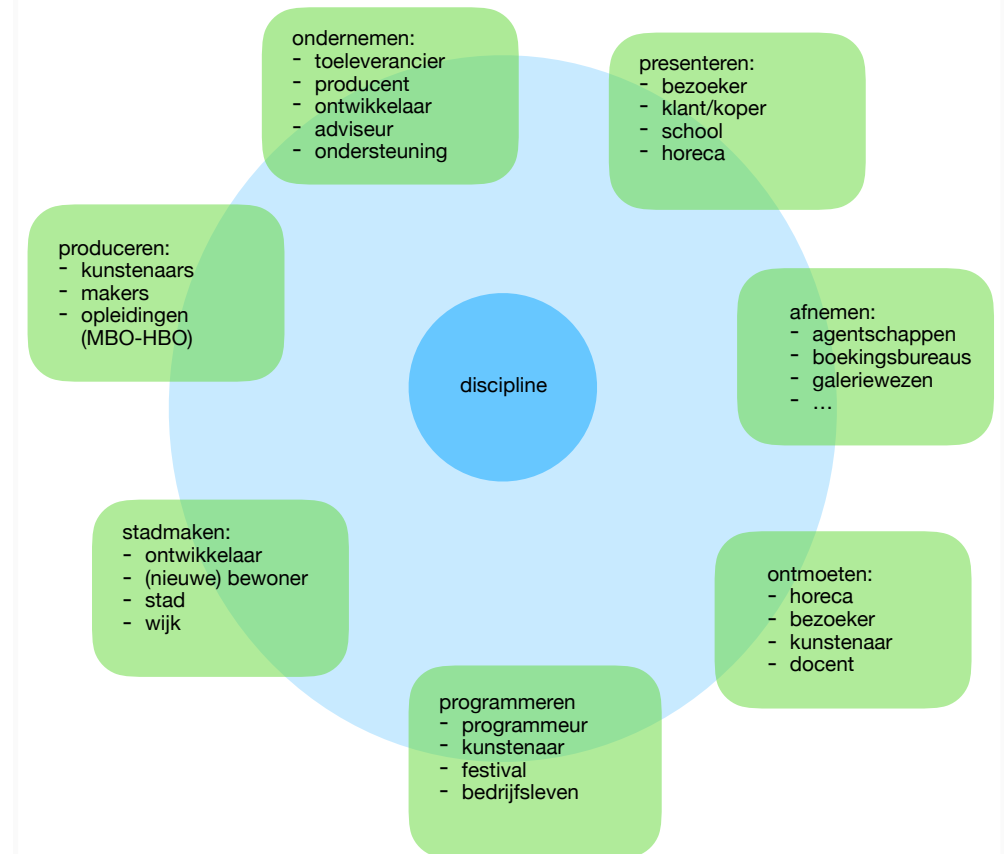 ondernemen:
- toeleverancier
- producent
- ontwikkelaar
- adviseur
- ondersteuning
presenteren:
- bezoeker
- klant/koper
- school
- horeca
produceren:
- kunstenaars
- makers
- opleidingen
(MBO-HBO)
afnemen:
- agentschappen
- boekingsbureaus
- galeriewezen
- ...
discipline
stadmaken:
- ontwikkelaar
- (nieuwe) bewoner
- stad
- wijk
ontmoeten:
- horeca
- bezoeker
- kunstenaar
- docent
programmeren
- programmeur
- kunstenaar
- festival
- bedrijfsleven